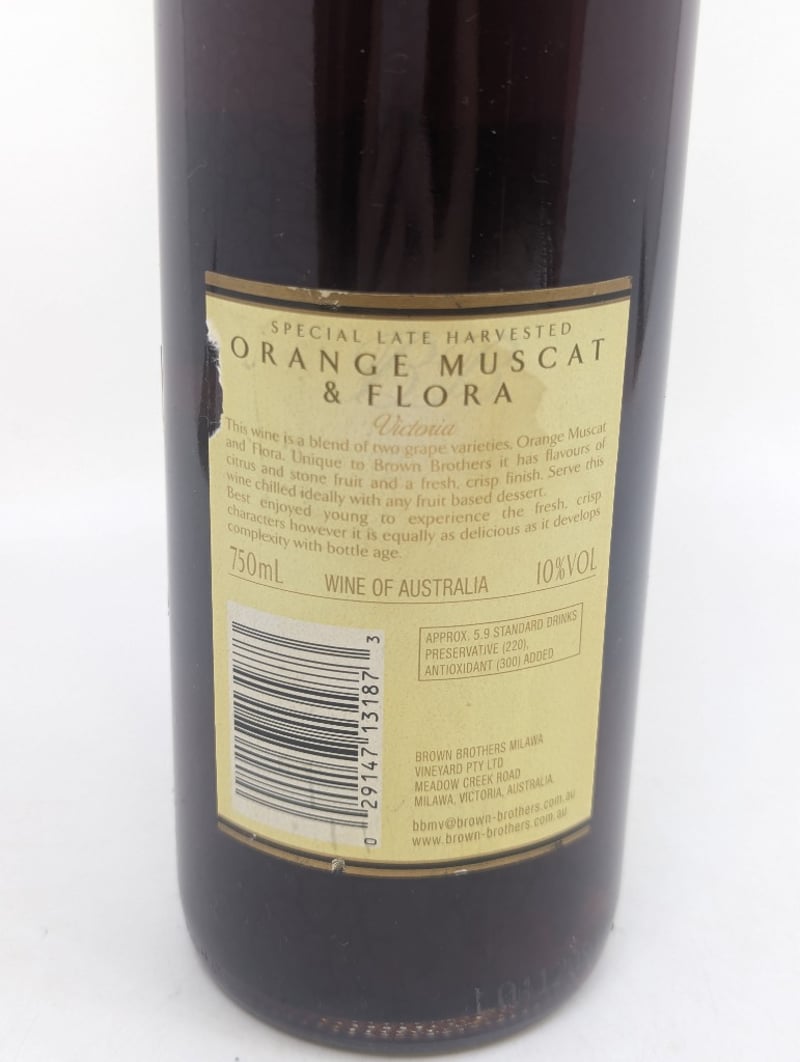 SPECIAL LATE HARVESTED
ORANGE MUSCAT
& FLORA
Victoria
This wine is a blend of two grape varieties, Orange Muscat
and Flora. Unique to Brown Brothers it has flavours of
citrus and stone fruit and a fresh, crisp finish. Serve this
wine chilled ideally with any fruit based dessert.
Best enjoyed young to experience the fresh, crisp
characters however it is equally as delicious as it develops
complexity with bottle age.
750mL WINE OF AUSTRALIA 10%VOL
APPROX. 5.9 STANDARD DRINKS
PRESERVATIVE (220),
ANTIOXIDANT (300) ADDED
0 29147 13187 3
BROWN BROTHERS MILAWA
VINEYARD PTY LTD
MEADOW CREEK ROAD
MILAWA, VICTORIA, AUSTRALIA.
bbmv@brown-brothers.com.au
www.brown-brothers.com.au